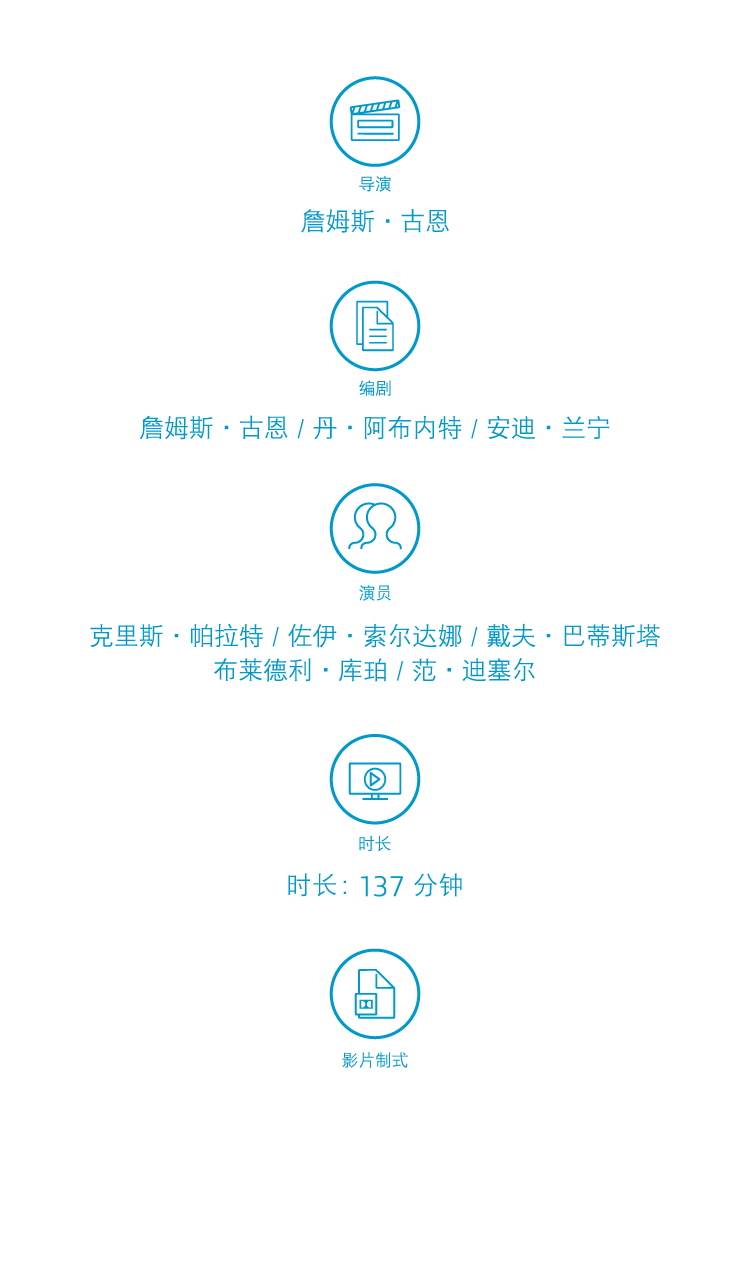 导演
詹姆斯·古恩
编剧
詹姆斯·古恩 / 丹·阿布内特 / 安迪·兰宁
演员
克里斯·帕拉特 / 佐伊·索尔达娜 / 戴夫·巴蒂斯塔
布莱德利·库珀 / 范·迪塞尔
时长
时长: 137 分钟
影片制式